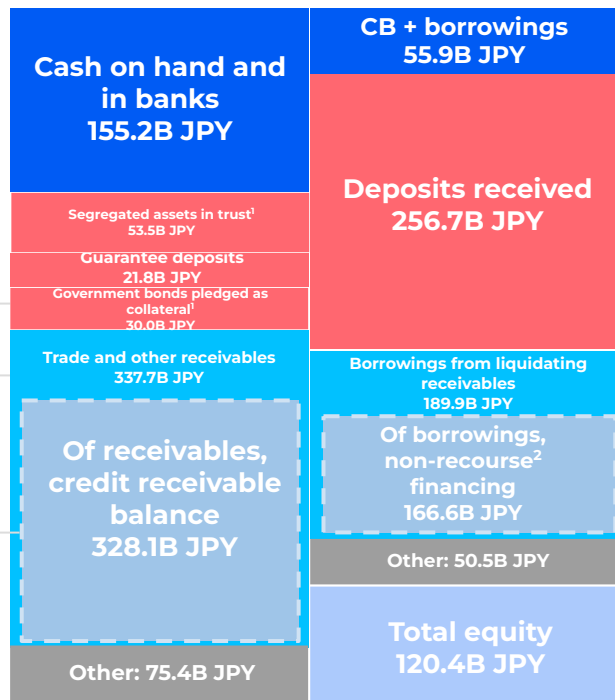 Cash on hand and
in banks
155.2B JPY
Segregated assets in trust¹
53.5B JPY
Guarantee deposits
21.8B JPY
Government bonds pledged as
collateral¹
30.0B JPY
Trade and other receivables
337.7B JPY
Of receivables,
credit receivable
balance
328.1B JPY
Other: 75.4B JPY
CB + borrowings
55.9B JPY
Deposits received
256.7B JPY
Borrowings from liquidating
receivables
189.9B JPY
Of borrowings,
non-recourse²
financing
166.6B JPY
Other: 50.5B JPY
Total equity
120.4B JPY